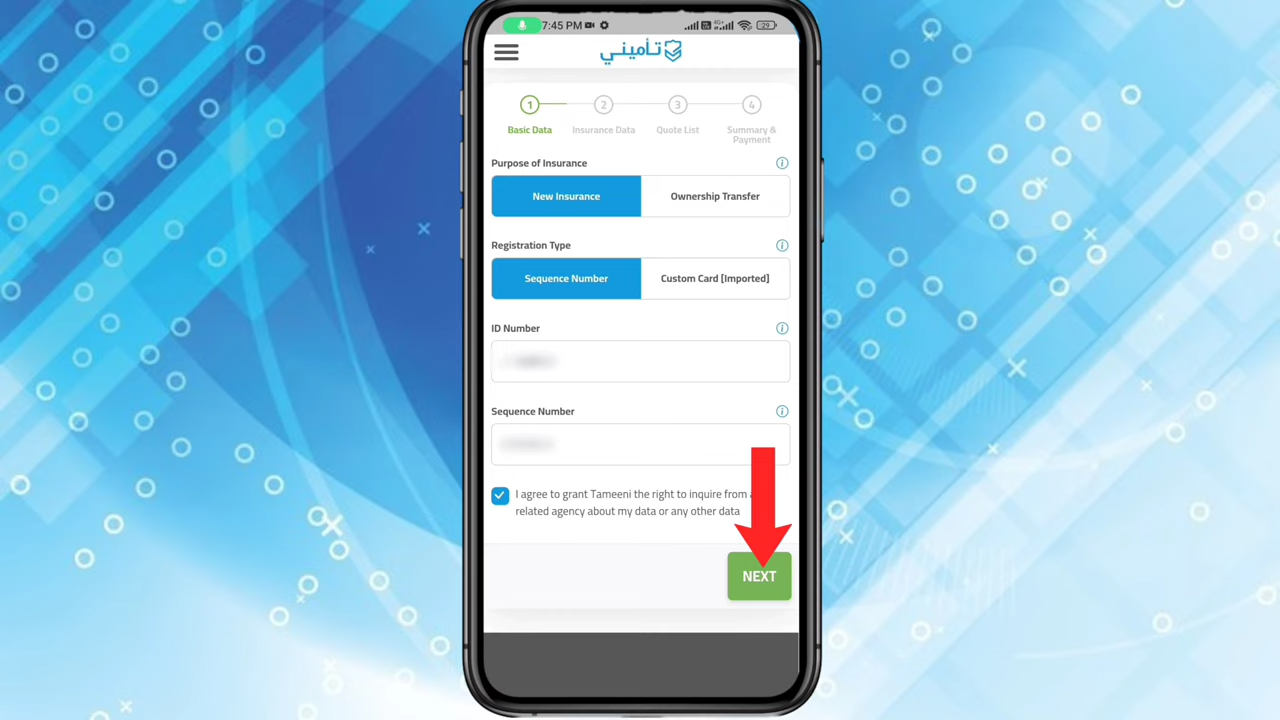 7:45 PM
4G+
29
تأميني
1
2
3
4
Basic Data
Insurance Data
Quote List
Summary &
Payment
Purpose of Insurance
New Insurance
Ownership Transfer
Registration Type
Sequence Number
Custom Card [Imported]
ID Number
Sequence Number
I agree to grant Tameeni the right to inquire from
related agency about my data or any other data
NEXT